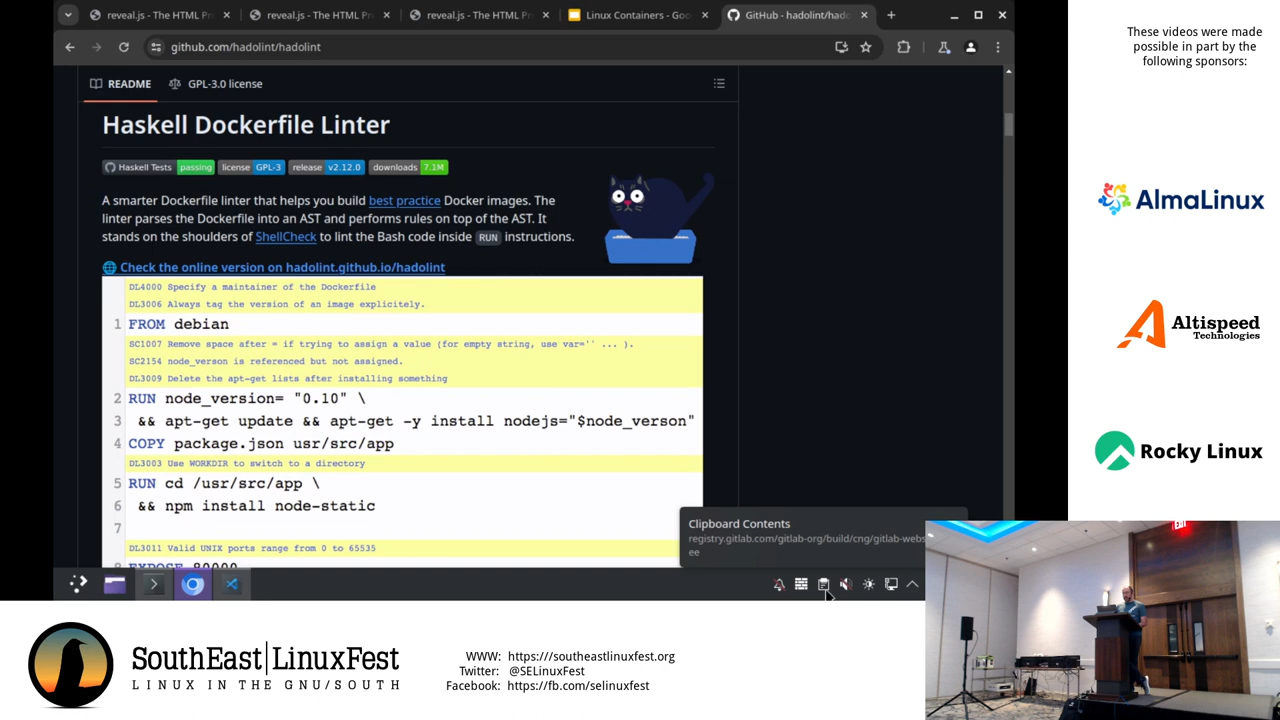 reveal.js - The HTML Pr
reveal.js - The HTML Pr
reveal.js - The HTML Pr
Linux Containers - Goo
GitHub - hadolint/hado
github.com/hadolint/hadolint
README
GPL-3.0 license
Haskell Dockerfile Linter
Haskell Tests passing license GPL-3 release v2.12.0 downloads 7.1M
A smarter Dockerfile linter that helps you build best practice Docker images. The
linter parses the Dockerfile into an AST and performs rules on top of the AST. It
stands on the shoulders of ShellCheck to lint the Bash code inside RUN instructions.
Check the online version on hadolint.github.io/hadolint
DL4000 Specify a maintainer of the Dockerfile
DL3006 Always tag the version of an image explicitly.
1 FROM debian
SC1007 Remove space after = if trying to assign a value (for empty string, use var='' ... ).
SC2154 node_verson is referenced but not assigned.
DL3009 Delete the apt-get lists after installing something
2 RUN node_version= "0.10" \
3 && apt-get update && apt-get -y install nodejs="$node_verson"
4 COPY package.json usr/src/app
DL3003 Use WORKDIR to switch to a directory
5 RUN cd /usr/src/app \
6 && npm install node-static
7
DL3011 Valid UNIX ports range from 0 to 65535
EXPOSE 80000
Clipboard Contents
registry.gitlab.com/gitlab-org/build/cng/gitlab-webs
ee
These videos were made
possible in part by the
following sponsors:
AlmaLinux
Altispeed
Technologies
Rocky Linux
EXIT
SouthEast LinuxFest
LINUX IN THE GNU/SOUTH
WWW: https:///southeastlinuxfest.org
Twitter: @SELinuxFest
Facebook: https://fb.com/selinuxfest